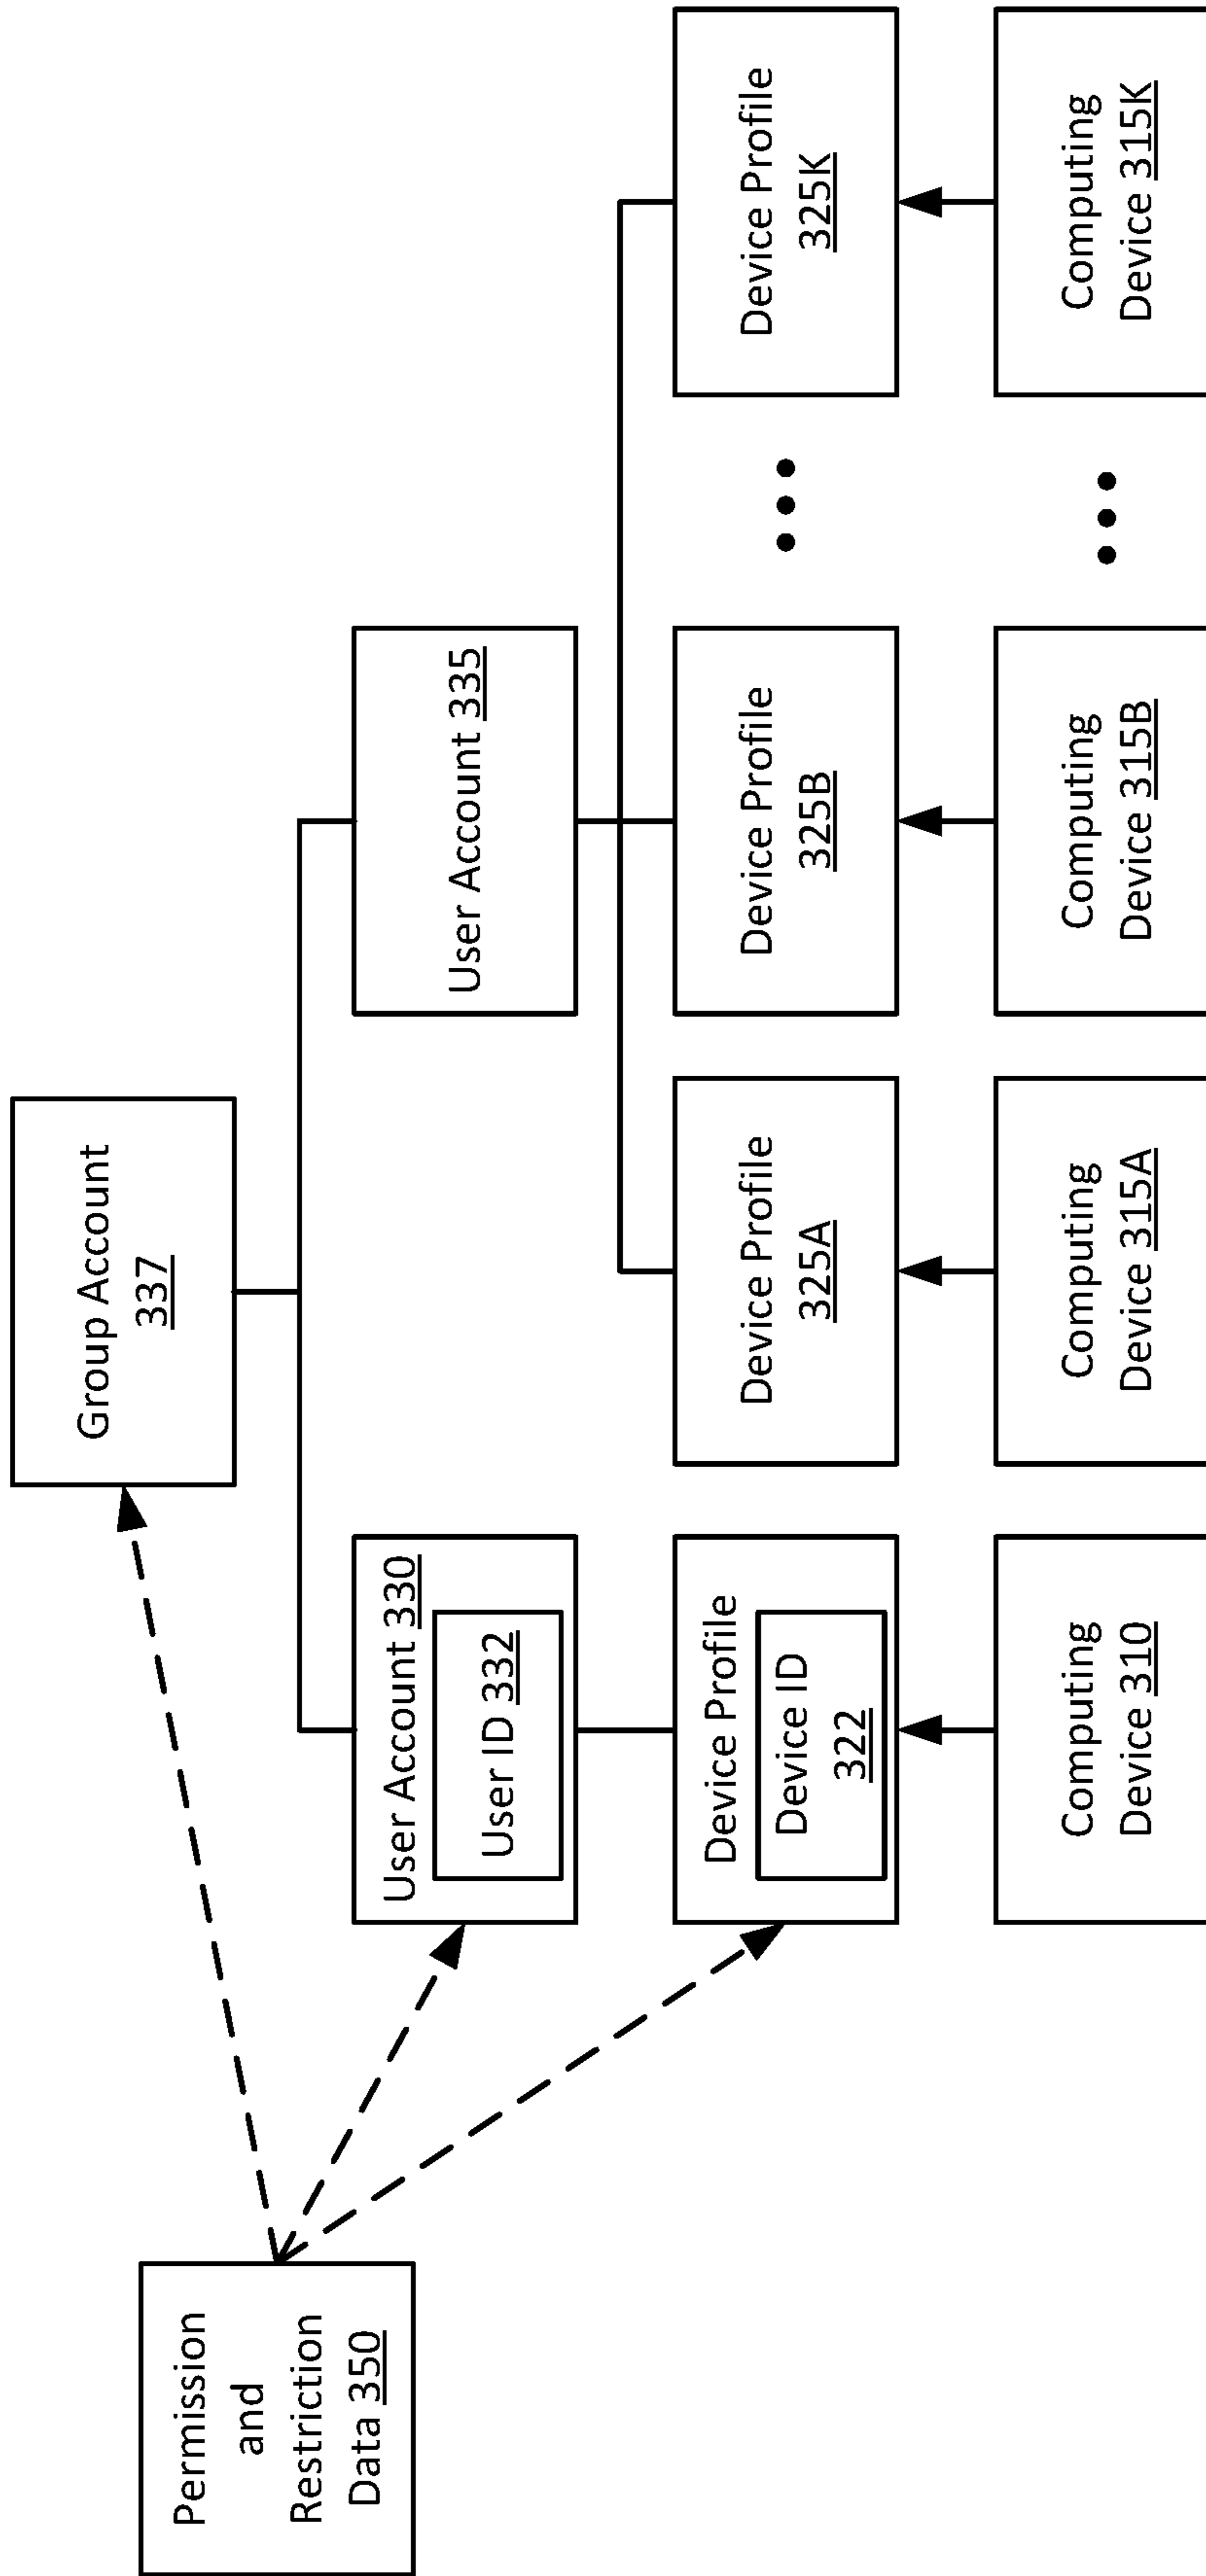 Group Account
337
Permission
and
Restriction
Data 350
User Account 330
User ID 332
User Account 335
Device Profile
Device ID
322
Device Profile
325A
Device Profile
325B
Device Profile
325K
Computing
Device 310
Computing
Device 315A
Computing
Device 315B
Computing
Device 315K